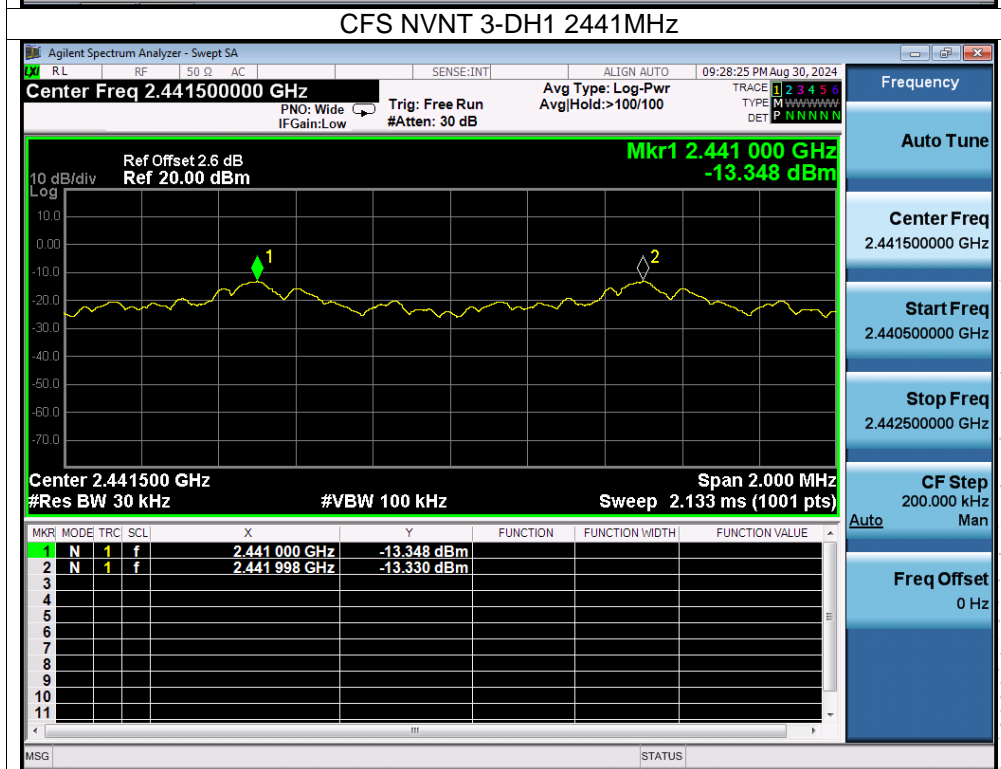 CFS NVNT 3-DH1 2441MHz
Agilent Spectrum Analyzer - Swept SA
LXI RL RF 50 Ω AC SENSE:INT ALIGN AUTO 09:28:25 PM Aug 30, 2024
Center Freq 2.441500000 GHz
PNO: Wide
IFGain:Low
Trig: Free Run
#Atten: 30 dB
Avg Type: Log-Pwr
Avg|Hold:>100/100
TRACE 1 2 3 4 5 6
TYPE M WWWWW
DET P N N N N N
Mkr1 2.441 000 GHz
-13.348 dBm
Ref Offset 2.6 dB
10 dB/div Ref 20.00 dBm
Log
10.0
0.00
-10.0
-20.0
-30.0
-40.0
-50.0
-60.0
-70.0
1
2
Center 2.441500 GHz Span 2.000 MHz
#Res BW 30 kHz #VBW 100 kHz Sweep 2.133 ms (1001 pts)
MKR MODE TRC SCL X Y FUNCTION FUNCTION WIDTH FUNCTION VALUE
1 N 1 f 2.441 000 GHz -13.348 dBm
2 N 1 f 2.441 998 GHz -13.330 dBm
3
4
5
6
7
8
9
10
11
MSG STATUS
Frequency
Auto Tune
Center Freq
2.441500000 GHz
Start Freq
2.440500000 GHz
Stop Freq
2.442500000 GHz
CF Step
200.000 kHz
Auto Man
Freq Offset
0 Hz